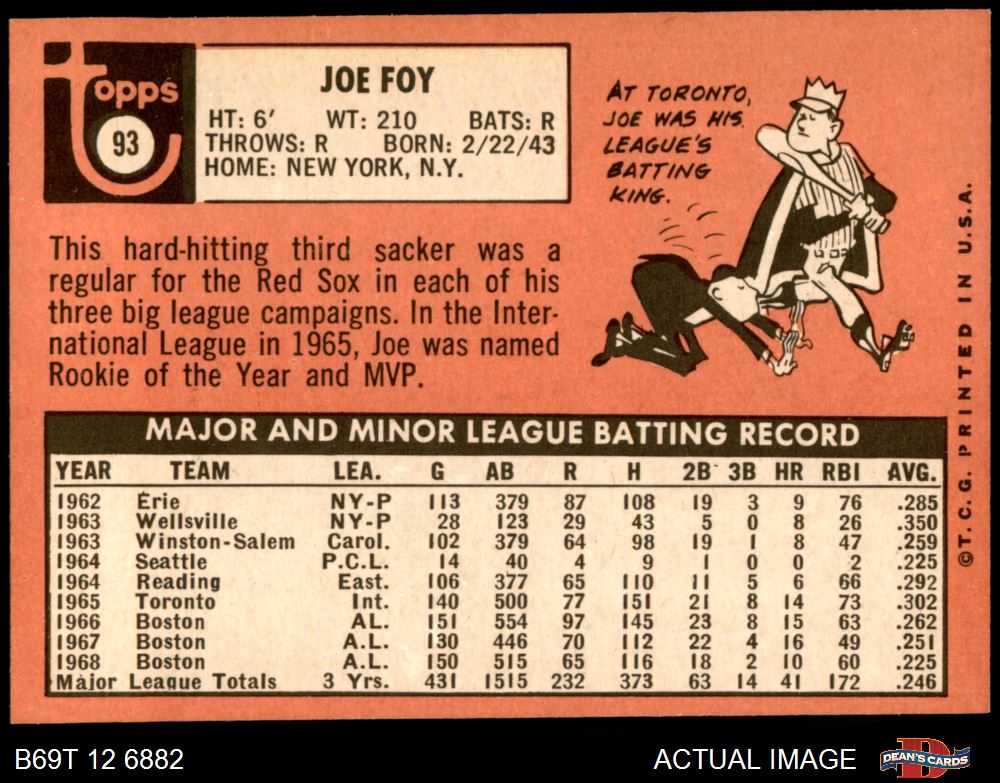 topps
93
JOE FOY
HT: 6′ WT: 210 BATS: R
THROWS: R BORN: 2/22/43
HOME: NEW YORK, N.Y.
AT TORONTO,
JOE WAS HIS
LEAGUE'S
BATTING
KING.
This hard-hitting third sacker was a
regular for the Red Sox in each of his
three big league campaigns. In the Inter-
national League in 1965, Joe was named
Rookie of the Year and MVP.
MAJOR AND MINOR LEAGUE BATTING RECORD
YEAR TEAM LEA. G AB R H 2B 3B HR RBI AVG.
1962 Erie NY-P 113 379 87 108 19 3 9 76 .285
1963 Wellsville NY-P 28 123 29 43 5 0 8 26 .350
1963 Winston-Salem Carol. 102 379 64 98 19 1 8 47 .259
1964 Seattle P.C.L. 14 40 4 9 1 0 0 2 .225
1964 Reading East. 106 377 65 110 11 5 6 66 .292
1965 Toronto Int. 140 500 77 151 21 8 14 73 .302
1966 Boston AL. 151 554 97 145 23 8 15 63 .262
1967 Boston A.L. 130 446 70 112 22 4 16 49 .251
1968 Boston A.L. 150 515 65 116 18 2 10 60 .225
Major League Totals 3 Yrs. 431 1515 232 373 63 14 41 172 .246
©T. C. G. PRINTED IN U.S.A.
B69T 12 6882
ACTUAL IMAGE
D
DEAN'S CARDS